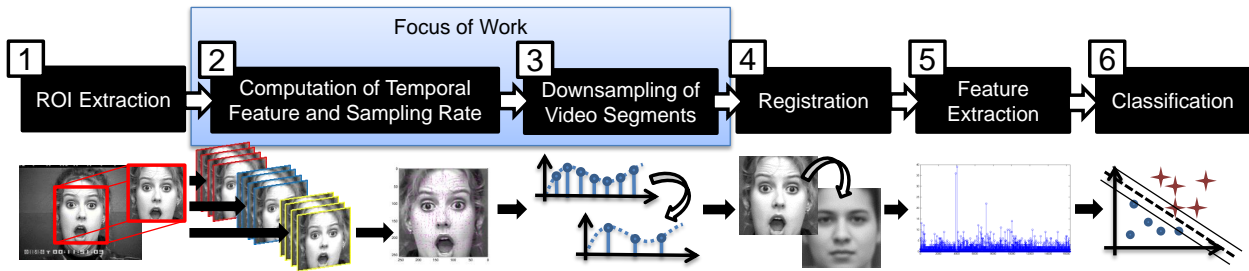 Focus of Work
1
ROI Extraction
2
Computation of Temporal
Feature and Sampling Rate
3
Downsampling of
Video Segments
4
Registration
5
Feature
Extraction
6
Classification